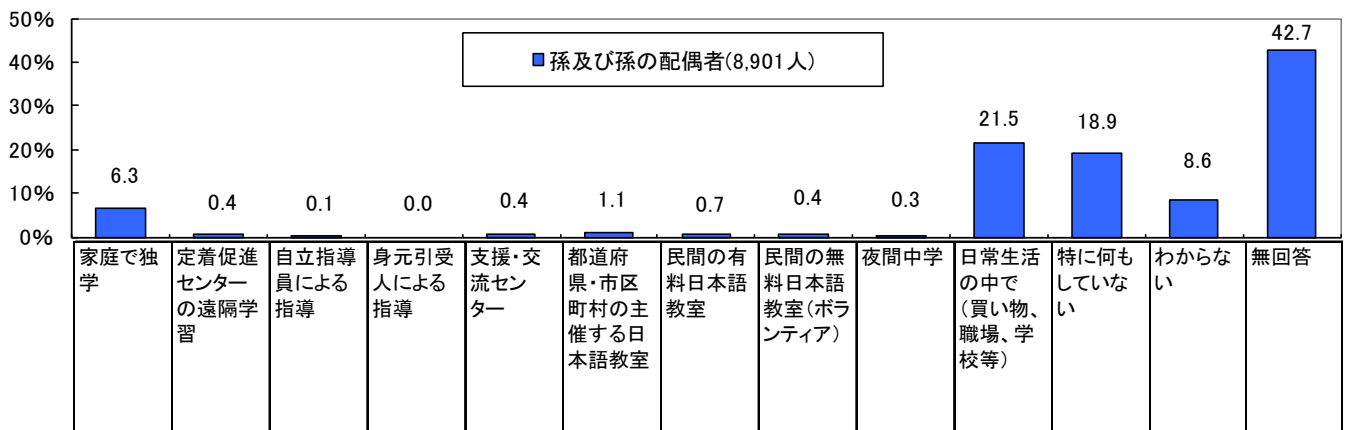 50%
40%
30%
20%
10%
0%
孫及び孫の配偶者(8,901人)
6.3
0.4
0.1
0.0
0.4
1.1
0.7
0.4
0.3
21.5
18.9
8.6
42.7
家庭で独
学
定着促進
センター
の遠隔学
習
自立指導
員による
指導
身元引受
人による
指導
支援・交
流セン
ター
都道府
県・市区
町村の主
催する日
本語教室
民間の有
料日本語
教室
民間の無
料日本語
教室(ボラ
ンティア)
夜間中学
日常生活
の中で
(買い物、
職場、学
校等)
特に何も
していな
い
わからな
い
無回答